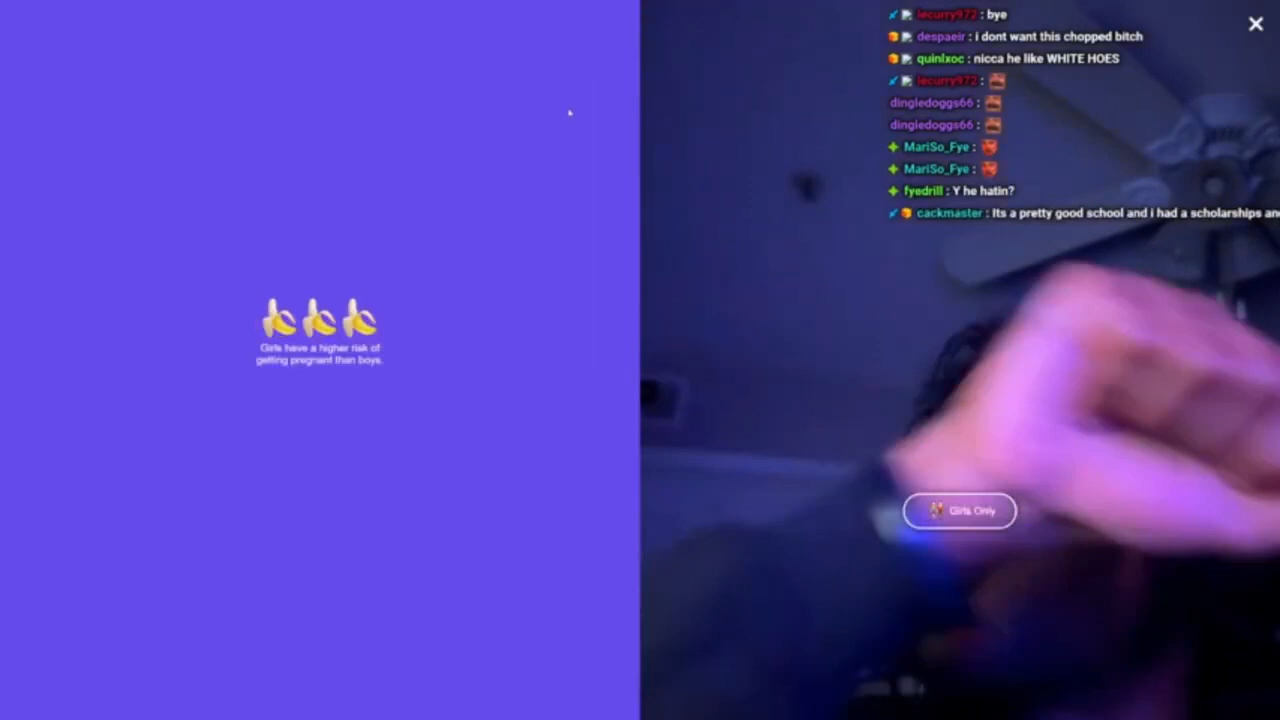 lecurry972 : bye
despaeir : i dont want this chopped bitch
quinlxoc : nicca he like WHITE HOES
lecurry972 :
dingledoggs66 :
dingledoggs66 :
MariSo_Fye :
MariSo_Fye :
fyedrill : Y he hatin?
cackmaster : Its a pretty good school and i had a scholarships an
Girls have a higher risk of
getting pregnant than boys.
Girls Only